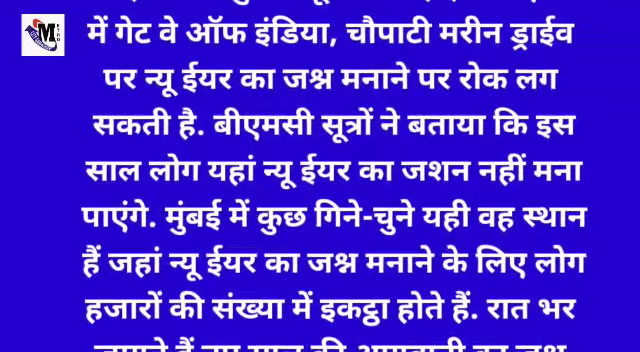 में गेट वे ऑफ इंडिया, चौपाटी मरीन ड्राईव
पर न्यू ईयर का जश्न मनाने पर रोक लग
सकती है. बीएमसी सूत्रों ने बताया कि इस
साल लोग यहां न्यू ईयर का जशन नहीं मना
पाएंगे. मुंबई में कुछ गिने-चुने यही वह स्थान
हैं जहां न्यू ईयर का जश्न मनाने के लिए लोग
हजारों की संख्या में इकट्ठा होते हैं. रात भर